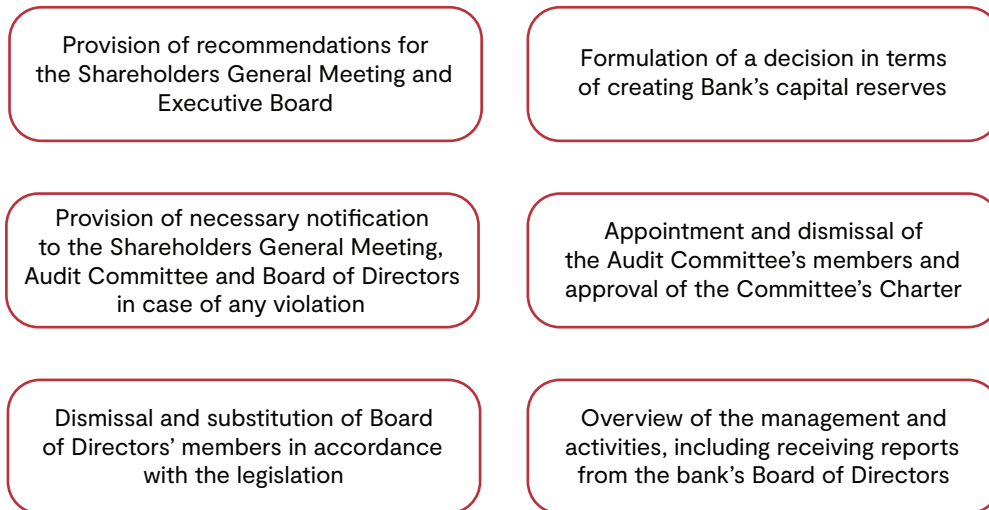 Provision of recommendations for
the Shareholders General Meeting and
Executive Board
Formulation of a decision in terms
of creating Bank’s capital reserves
Provision of necessary notification
to the Shareholders General Meeting,
Audit Committee and Board of Directors
in case of any violation
Appointment and dismissal of
the Audit Committee’s members and
approval of the Committee’s Charter
Dismissal and substitution of Board
of Directors’ members in accordance
with the legislation
Overview of the management and
activities, including receiving reports
from the bank’s Board of Directors